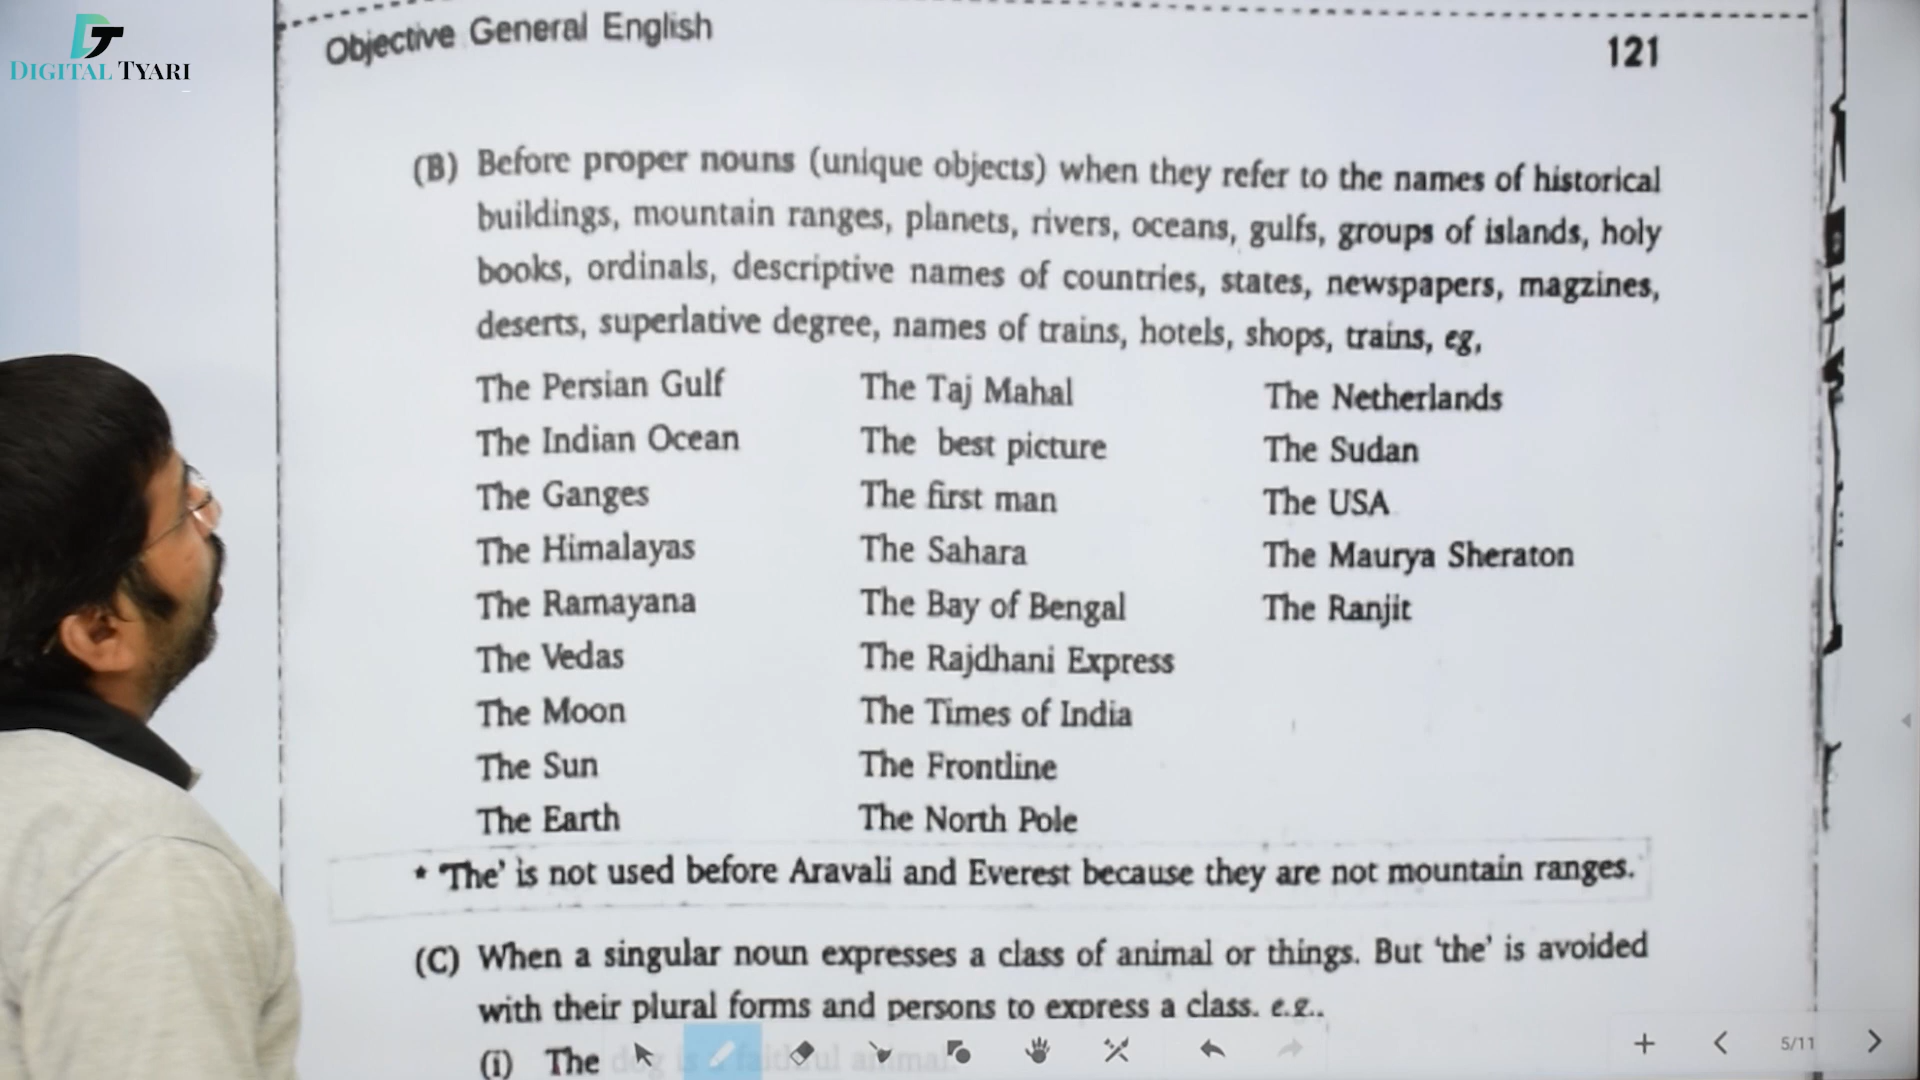 DIGITAL TYARI
Objective General English
121
(B) Before proper nouns (unique objects) when they refer to the names of historical
buildings, mountain ranges, planets, rivers, oceans, gulfs, groups of islands, holy
books, ordinals, descriptive names of countries, states, newspapers, magzines,
deserts, superlative degree, names of trains, hotels, shops, trains, eg,
The Persian Gulf The Taj Mahal The Netherlands
The Indian Ocean The best picture The Sudan
The Ganges The first man The USA
The Himalayas The Sahara The Maurya Sheraton
The Ramayana The Bay of Bengal The Ranjit
The Vedas The Rajdhani Express
The Moon The Times of India
The Sun The Frontline
The Earth The North Pole
* 'The' is not used before Aravali and Everest because they are not mountain ranges.
(C) When a singular noun expresses a class of animal or things. But 'the' is avoided
with their plural forms and persons to express a class. e.g..
(i) The dog is a faithful animal.
5/11